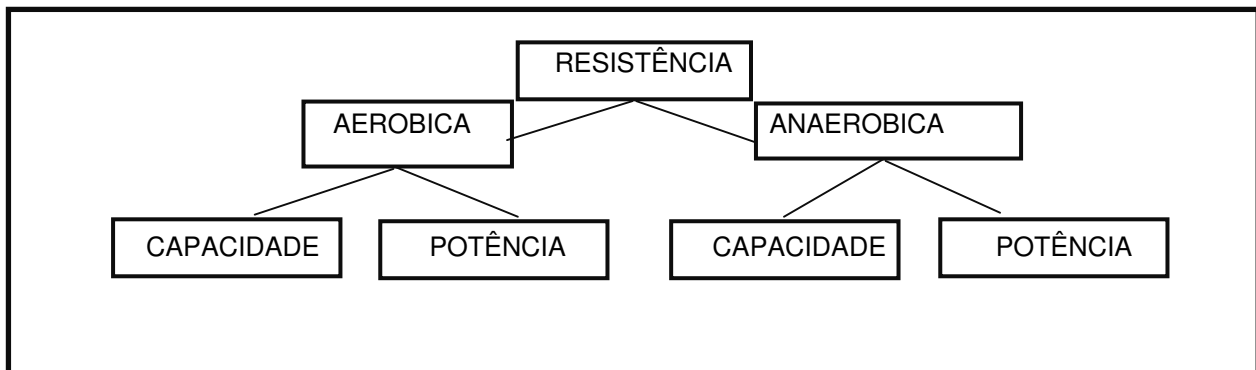 RESISTÊNCIA
AEROBICA
ANAEROBICA
CAPACIDADE
POTÊNCIA
CAPACIDADE
POTÊNCIA